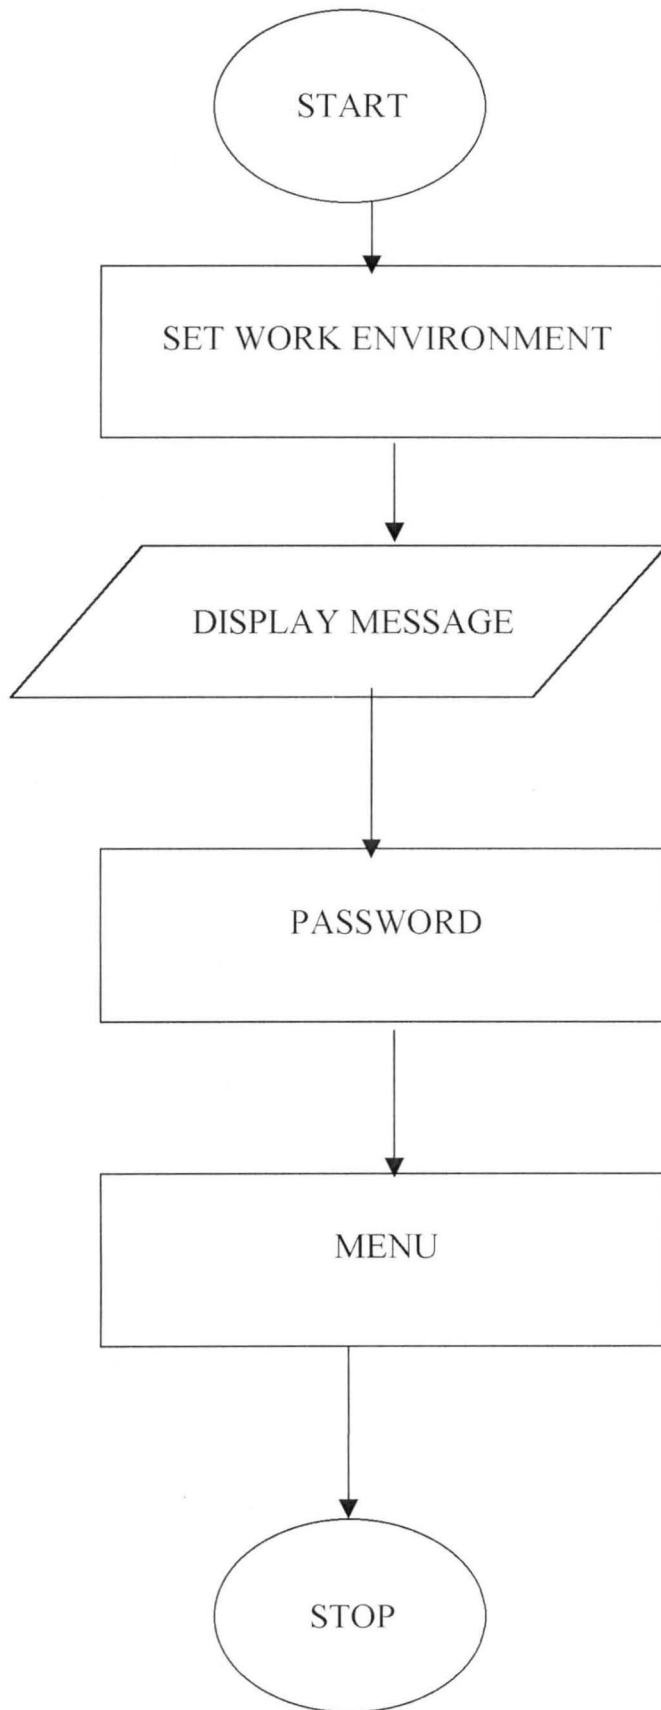 START
SET WORK ENVIRONMENT
DISPLAY MESSAGE
PASSWORD
MENU
STOP